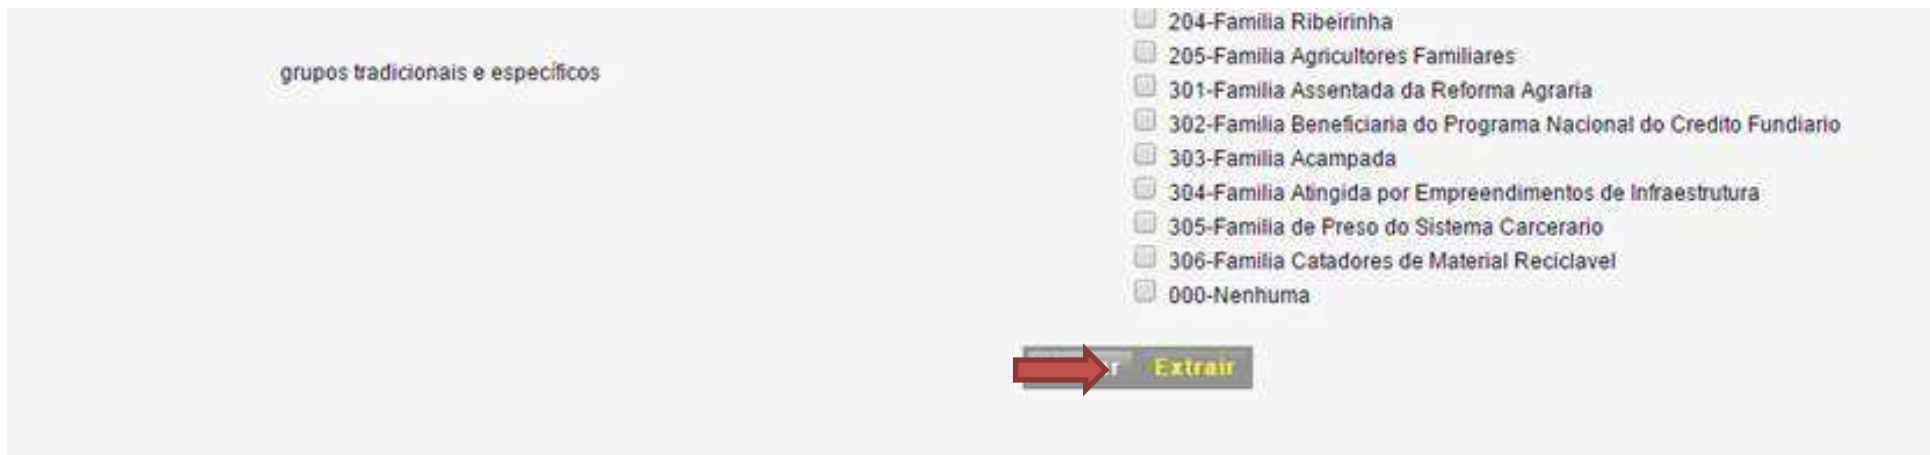 204-Familia Ribeirinha
205-Familia Agricultores Familiares
grupos tradicionais e específicos
301-Familia Assentada da Reforma Agraria
302-Familia Beneficiaria do Programa Nacional do Credito Fundiario
303-Familia Acampada
304-Familia Atingida por Empreendimentos de Infraestrutura
305-Familia de Preso do Sistema Carcerario
306-Familia Catadores de Material Reciclavel
000-Nenhuma
Extrair